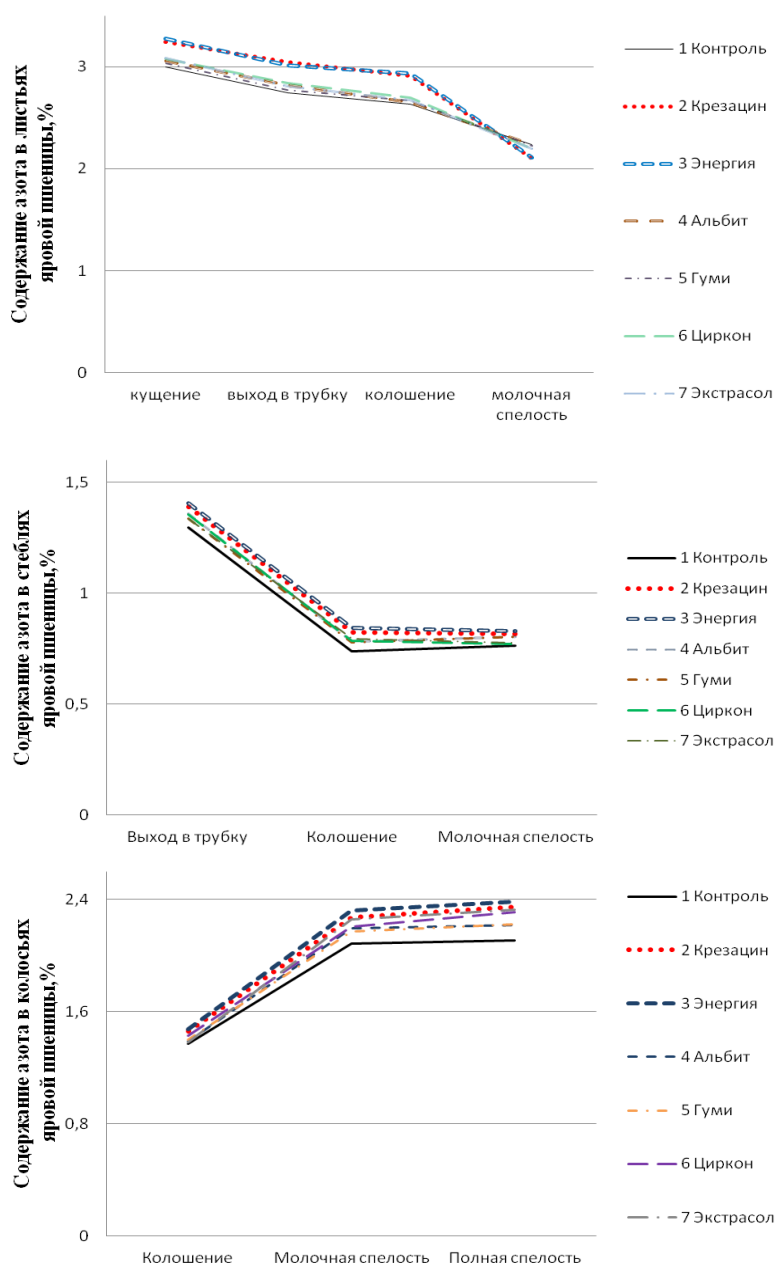 Содержание азота в листьях
яровой пшеницы,%
3
2
1
0
кущение
выход в трубку
колошение
молочная
спелость
1 Контроль
2 Крезацин
3 Энергия
4 Альбит
5 Гуми
6 Циркон
7 Экстрасол
Содержание азота в стеблях
яровой пшеницы,%
1,5
1
0,5
0
Выход в трубку
Колошение
Молочная спелость
1 Контроль
2 Крезацин
3 Энергия
4 Альбит
5 Гуми
6 Циркон
7 Экстрасол
Содержание азота в колосьях
яровой пшеницы,%
2,4
1,6
0,8
0
Колошение
Молочная спелость
Полная спелость
1 Контроль
2 Крезацин
3 Энергия
4 Альбит
5 Гуми
6 Циркон
7 Экстрасол